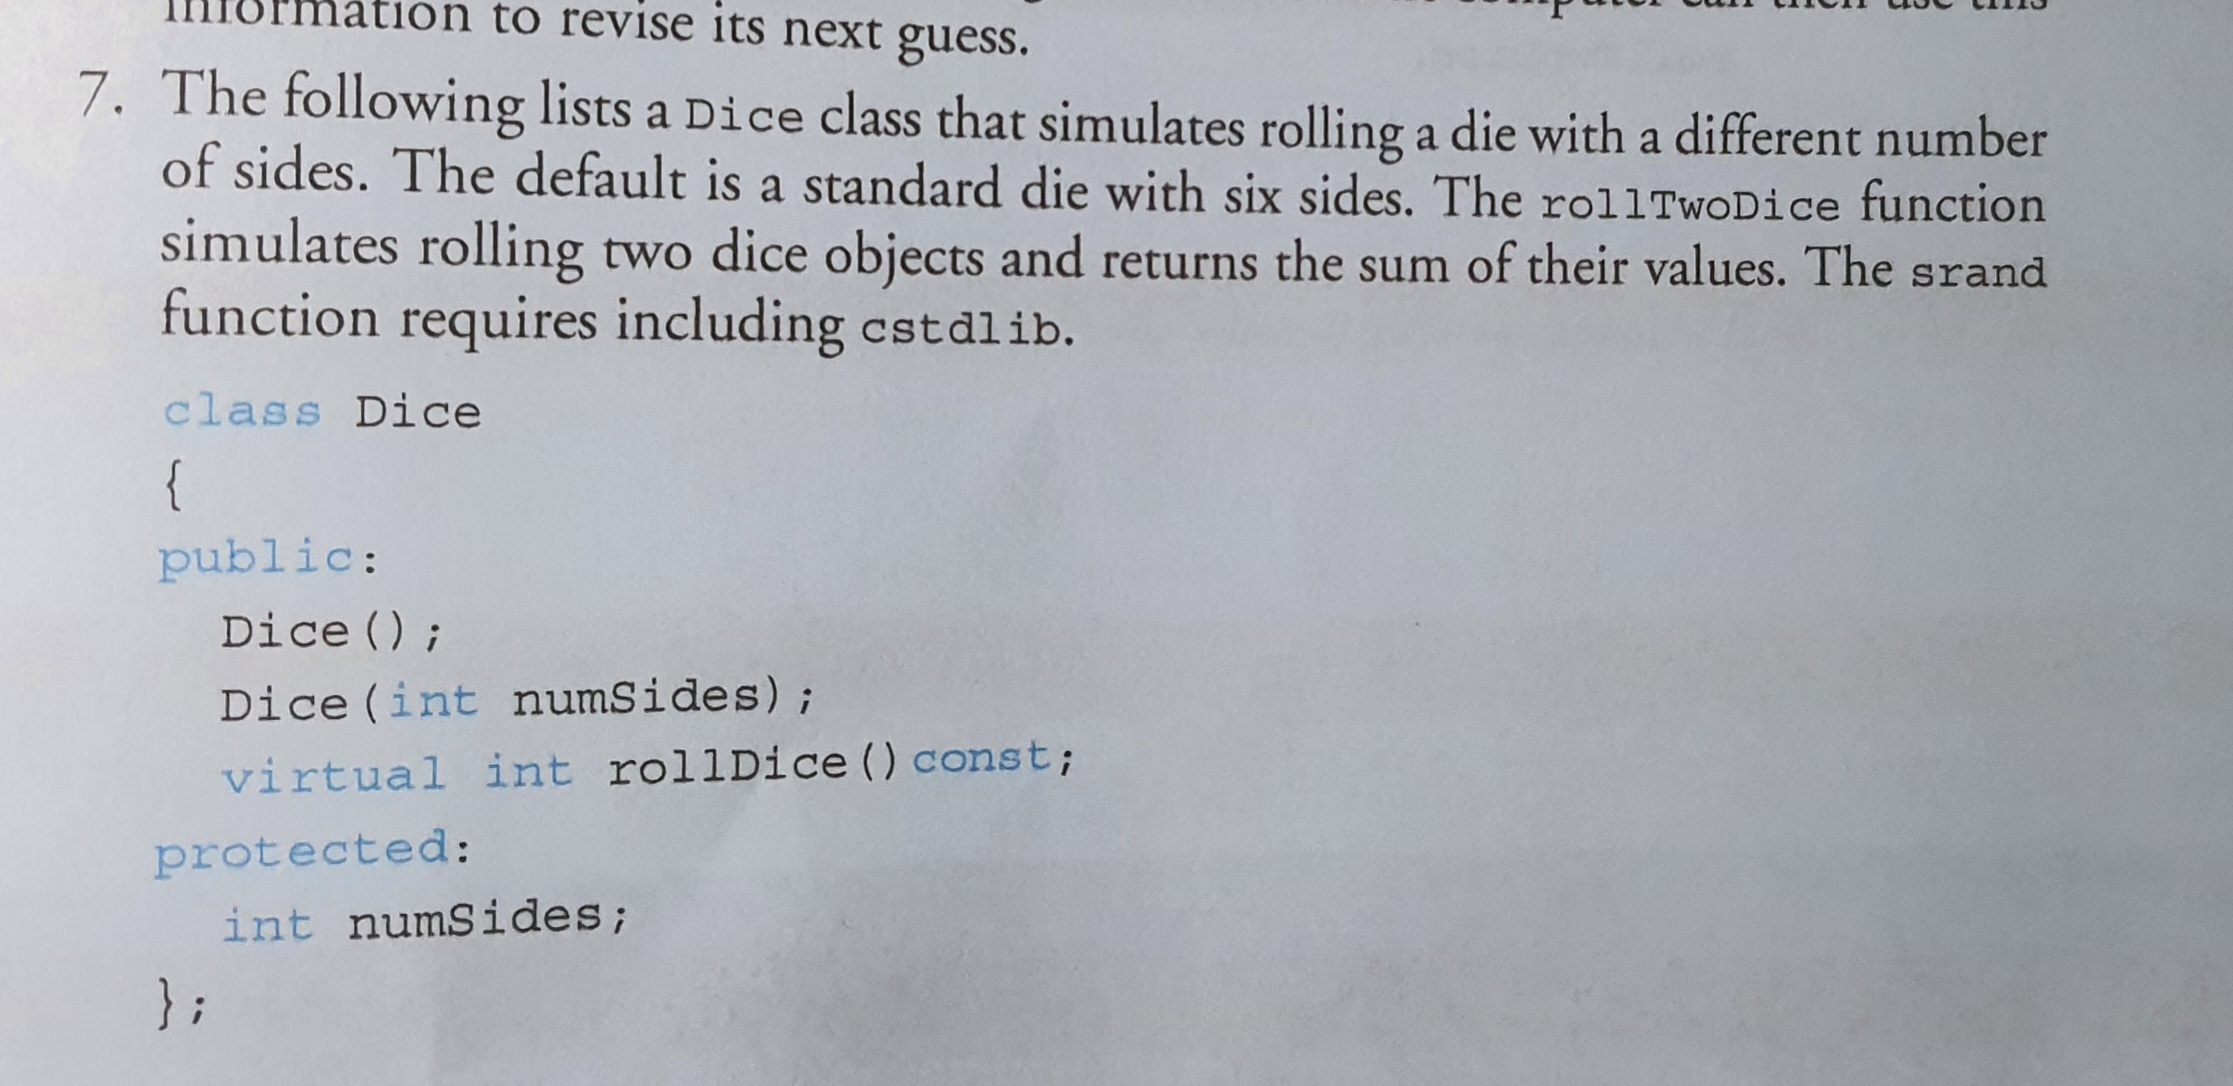 information to revise its next guess.
7. The following lists a Dice class that simulates rolling a die with a different number
of sides. The default is a standard die with six sides. The rollTwoDice function
simulates rolling two dice objects and returns the sum of their values. The srand
function requires including cstdlib.
class Dice
{
public:
Dice();
Dice(int numSides);
virtual int rollDice()const;
protected:
int numSides;
};